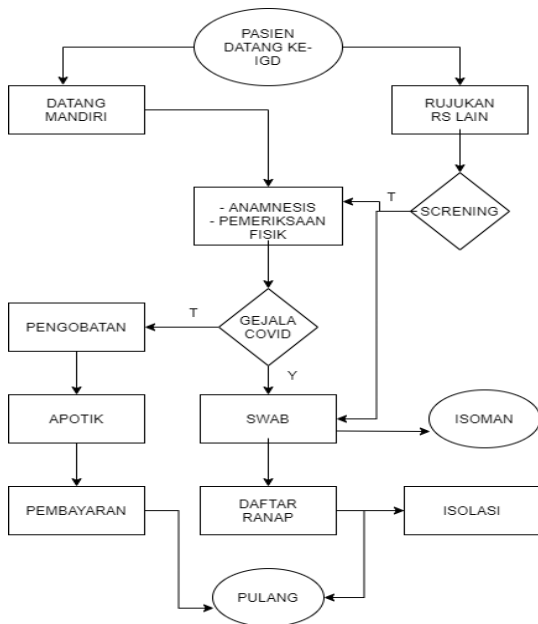 PASIEN
DATANG KE-
IGD
DATANG
MANDIRI
RUJUKAN
RS LAIN
- ANAMNESIS
- PEMERIKSAAN
FISIK
T
SCRENING
PENGOBATAN
T
GEJALA
COVID
Y
APOTIK
SWAB
ISOMAN
PEMBAYARAN
DAFTAR
RANAP
ISOLASI
PULANG